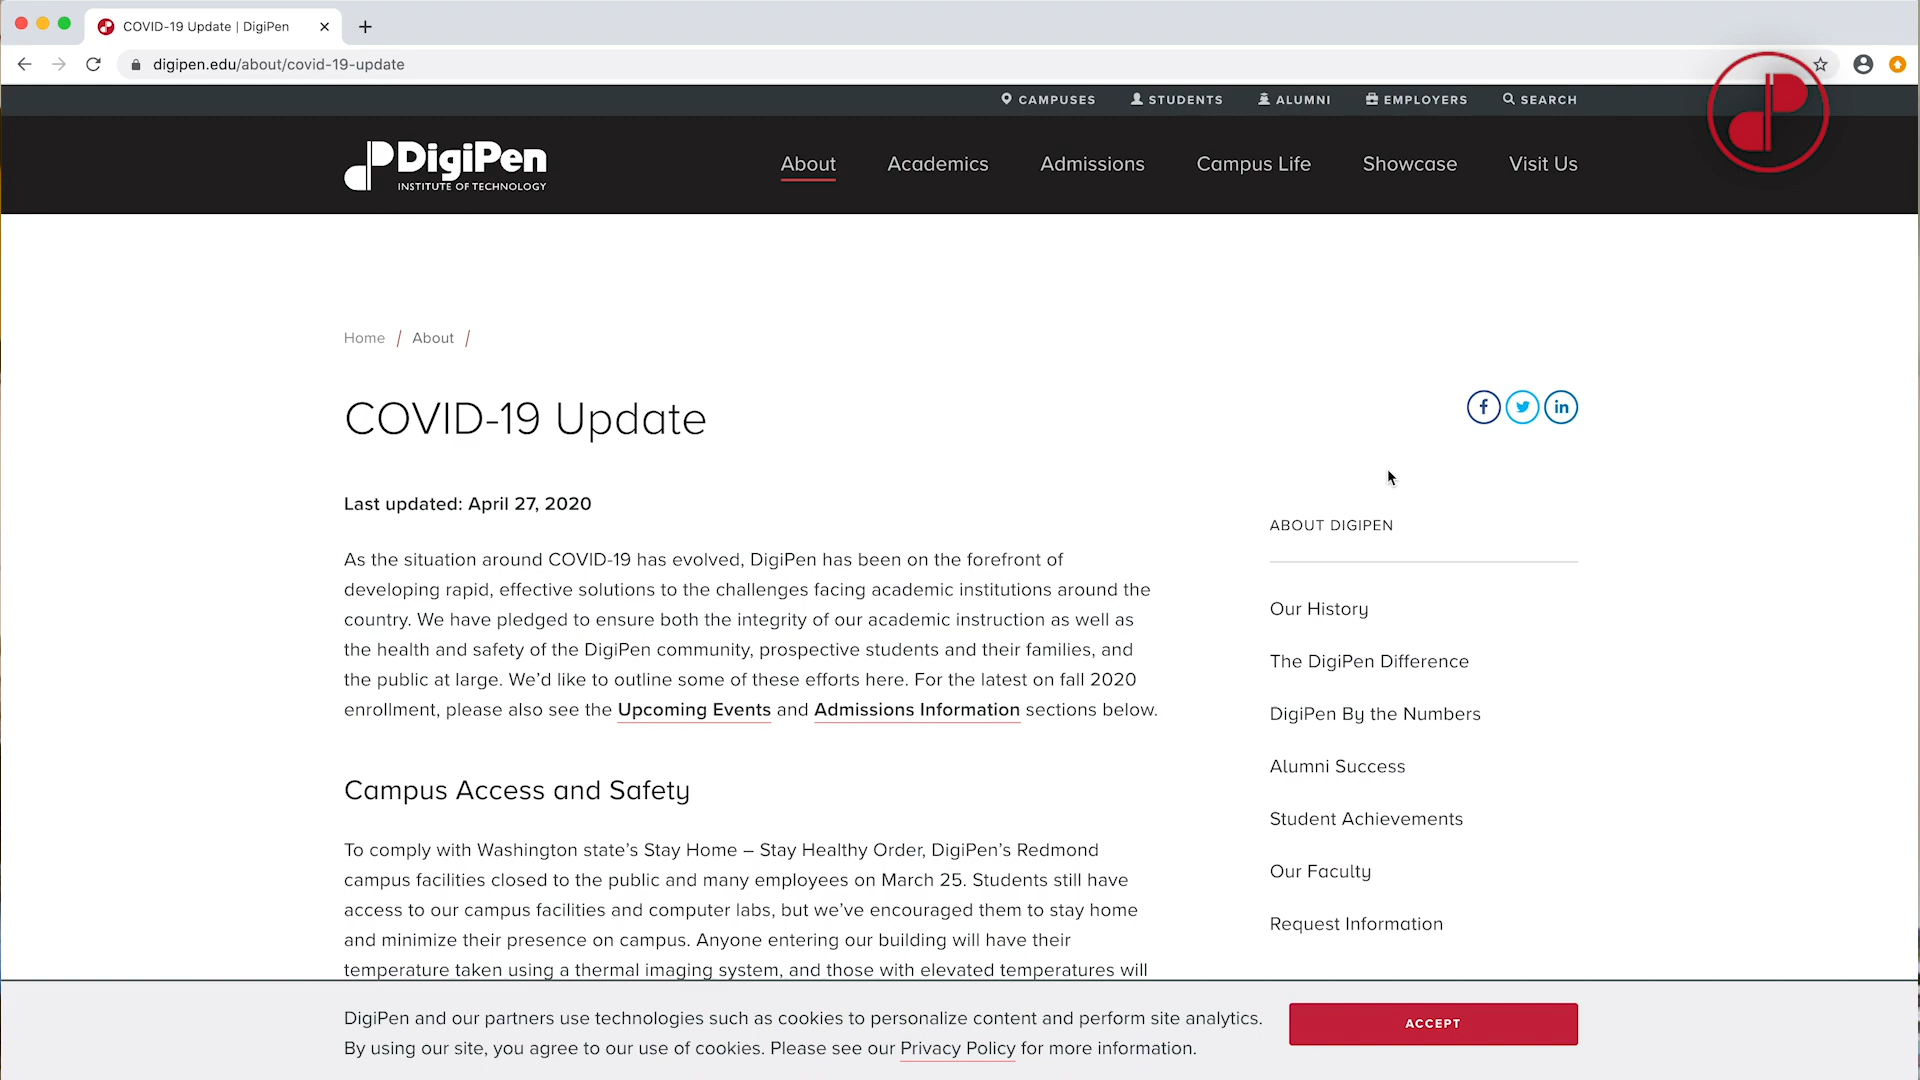 COVID-19 Update | DigiPen
digipen.edu/about/covid-19-update
CAMPUSES
STUDENTS
ALUMNI
EMPLOYERS
SEARCH
DigiPen
INSTITUTE OF TECHNOLOGY
About
Academics
Admissions
Campus Life
Showcase
Visit Us
Home / About /
COVID-19 Update
Last updated: April 27, 2020
As the situation around COVID-19 has evolved, DigiPen has been on the forefront of
developing rapid, effective solutions to the challenges facing academic institutions around the
country. We have pledged to ensure both the integrity of our academic instruction as well as
the health and safety of the DigiPen community, prospective students and their families, and
the public at large. We’d like to outline some of these efforts here. For the latest on fall 2020
enrollment, please also see the Upcoming Events and Admissions Information sections below.
Campus Access and Safety
To comply with Washington state’s Stay Home – Stay Healthy Order, DigiPen’s Redmond
campus facilities closed to the public and many employees on March 25. Students still have
access to our campus facilities and computer labs, but we’ve encouraged them to stay home
and minimize their presence on campus. Anyone entering our building will have their
temperature taken using a thermal imaging system, and those with elevated temperatures will
f
in
ABOUT DIGIPEN
Our History
The DigiPen Difference
DigiPen By the Numbers
Alumni Success
Student Achievements
Our Faculty
Request Information
DigiPen and our partners use technologies such as cookies to personalize content and perform site analytics.
By using our site, you agree to our use of cookies. Please see our Privacy Policy for more information.
ACCEPT